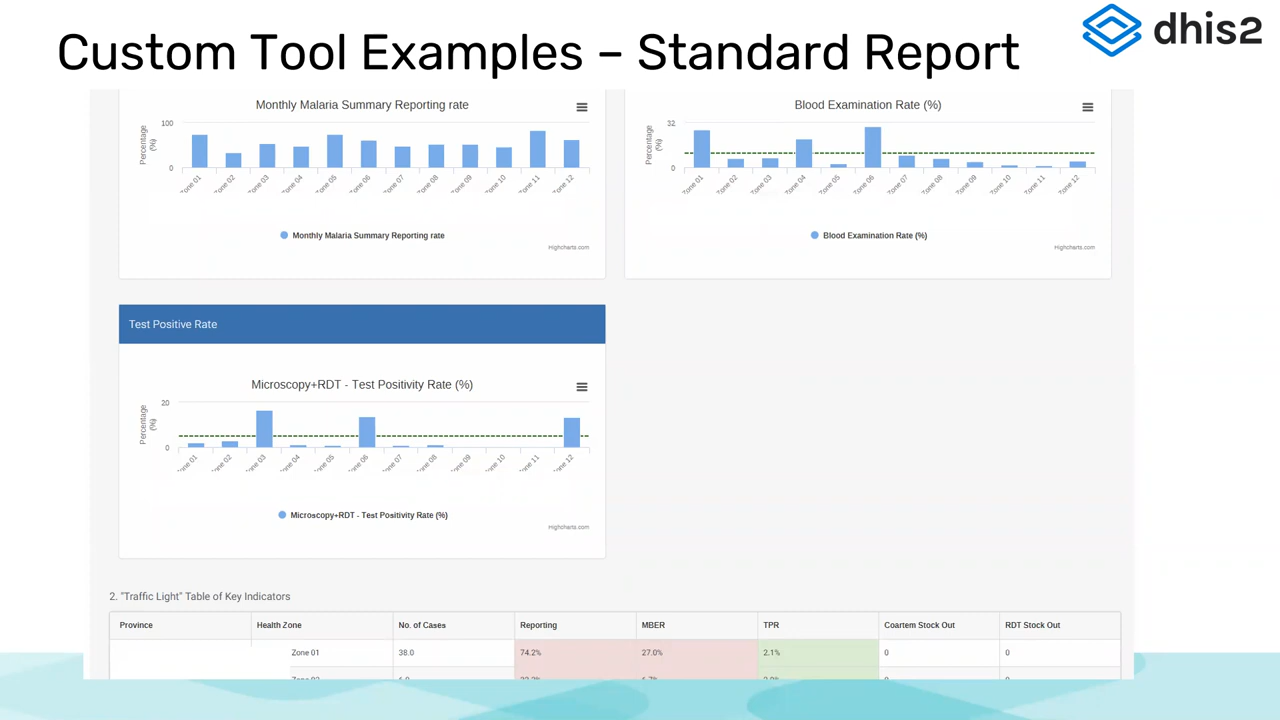 Custom Tool Examples – Standard Report
dhis2
Monthly Malaria Summary Reporting rate
100
0
Percentage
(%)
Zone 01
Zone 02
Zone 03
Zone 04
Zone 05
Zone 06
Zone 07
Zone 08
Zone 09
Zone 10
Zone 11
Zone 12
Monthly Malaria Summary Reporting rate
Highcharts.com
Blood Examination Rate (%)
32
0
Percentage
(%)
Zone 01
Zone 02
Zone 03
Zone 04
Zone 05
Zone 06
Zone 07
Zone 08
Zone 09
Zone 10
Zone 11
Zone 12
Blood Examination Rate (%)
Highcharts.com
Test Positive Rate
Microscopy+RDT - Test Positivity Rate (%)
20
0
Percentage
(%)
Zone 01
Zone 02
Zone 03
Zone 04
Zone 05
Zone 06
Zone 07
Zone 08
Zone 09
Zone 10
Zone 11
Zone 12
Microscopy+RDT - Test Positivity Rate (%)
Highcharts.com
2. "Traffic Light" Table of Key Indicators
Province Health Zone No. of Cases Reporting MBER TPR Coartem Stock Out RDT Stock Out
Zone 01 38.0 74.2% 27.0% 2.1% 0 0